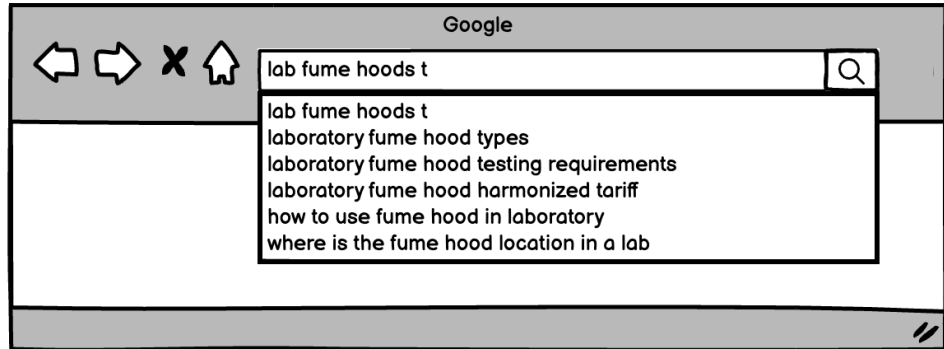 Google
lab fume hoods t
lab fume hoods t
laboratory fume hood types
laboratory fume hood testing requirements
laboratory fume hood harmonized tariff
how to use fume hood in laboratory
where is the fume hood location in a lab